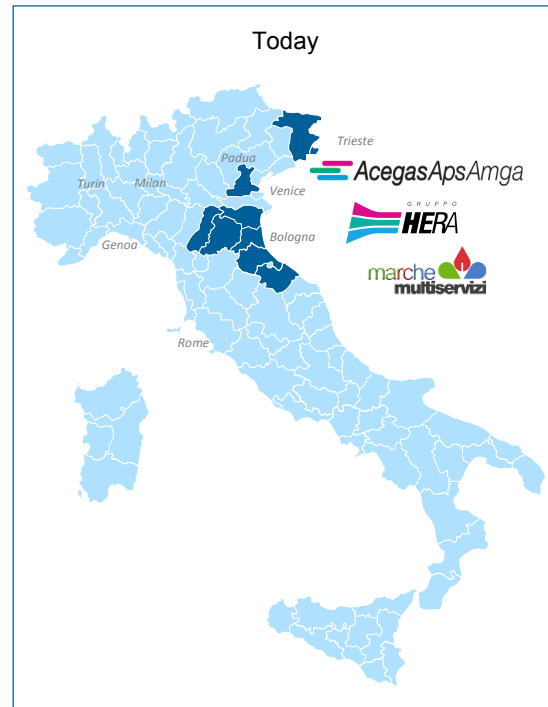 Today
Trieste
Padua
AcegasApsAmga
Turin
Milan
Venice
GRUPPO
HERA
Bologna
Genoa
marche
multiservizi
Rome